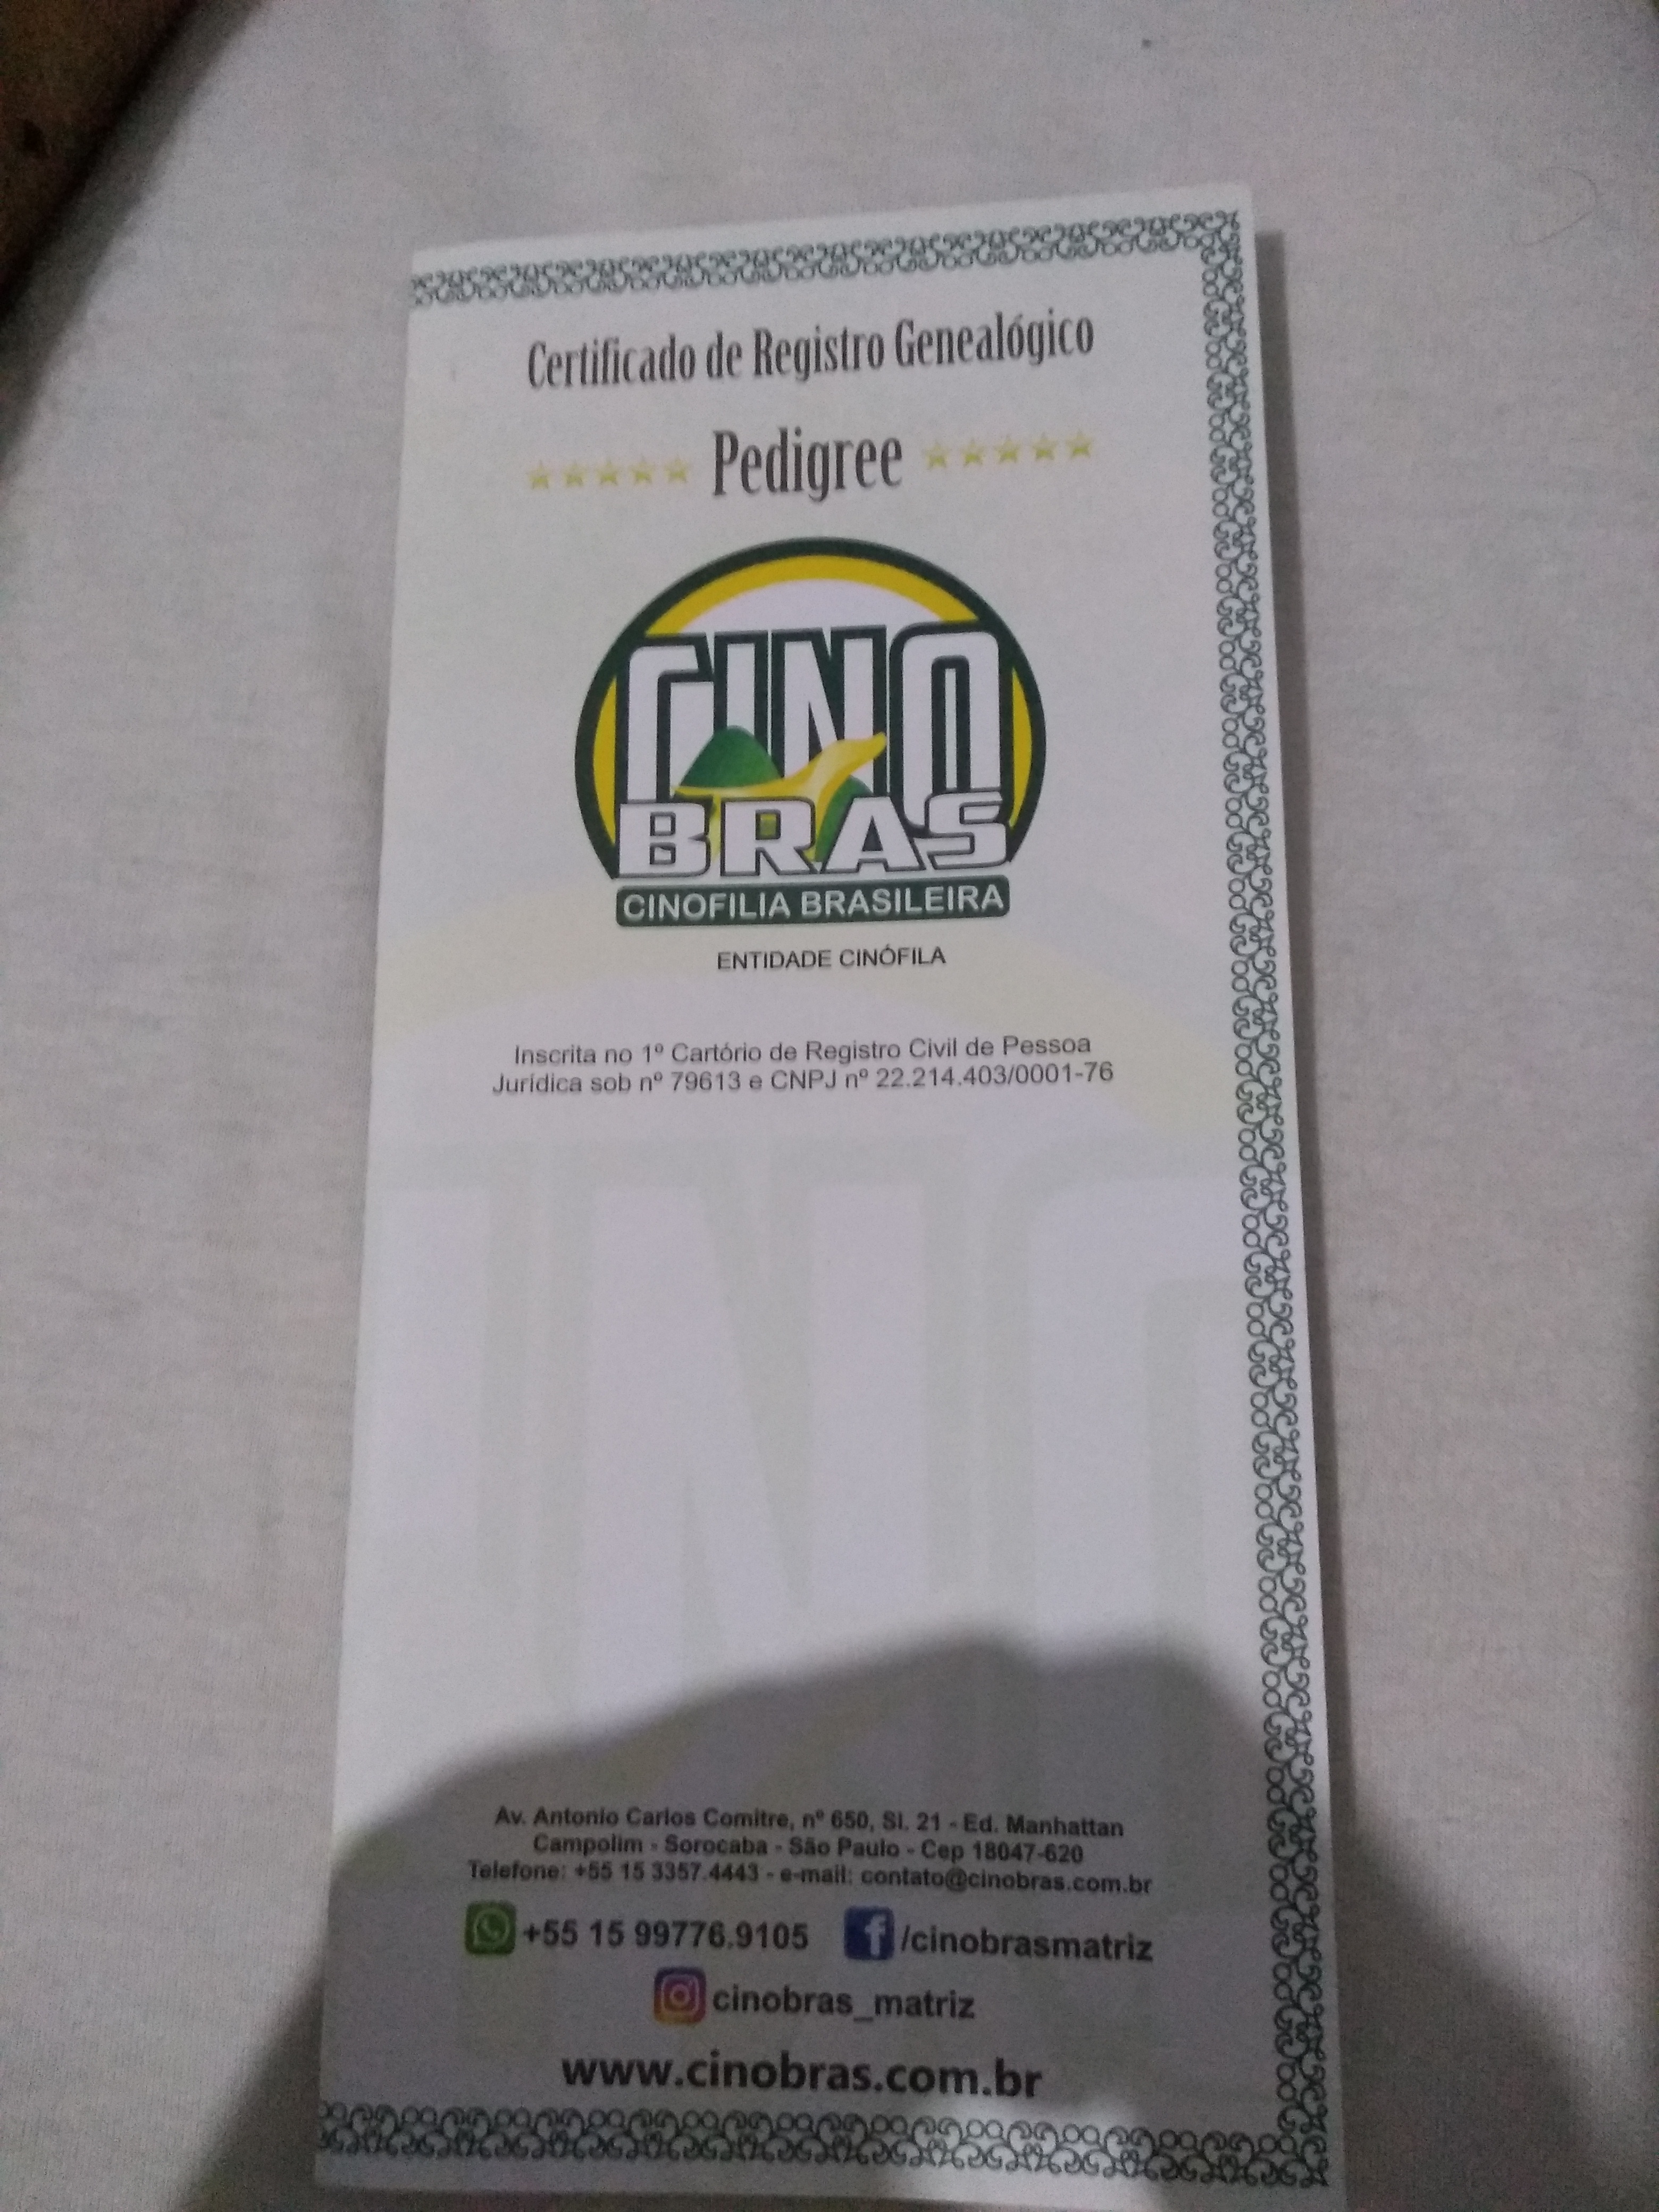 Certificado de Registro Genealógico
Pedigree
CINO
BRAS
CINOFILIA BRASILEIRA
ENTIDADE CINÓFILA
Inscrita no 1º Cartório de Registro Civil de Pessoa
Jurídica sob nº 79613 e CNPJ nº 22.214.403/0001-76
Av. Antonio Carlos Comitre, nº 650, Sl. 21 - Ed. Manhattan
Campolim - Sorocaba - São Paulo - Cep 18047-620
Telefone: +55 15 3357.4443 - e-mail: contato@cinobras.com.br
+55 15 99776.9105 /cinobrasmatriz
cinobras_matriz
www.cinobras.com.br